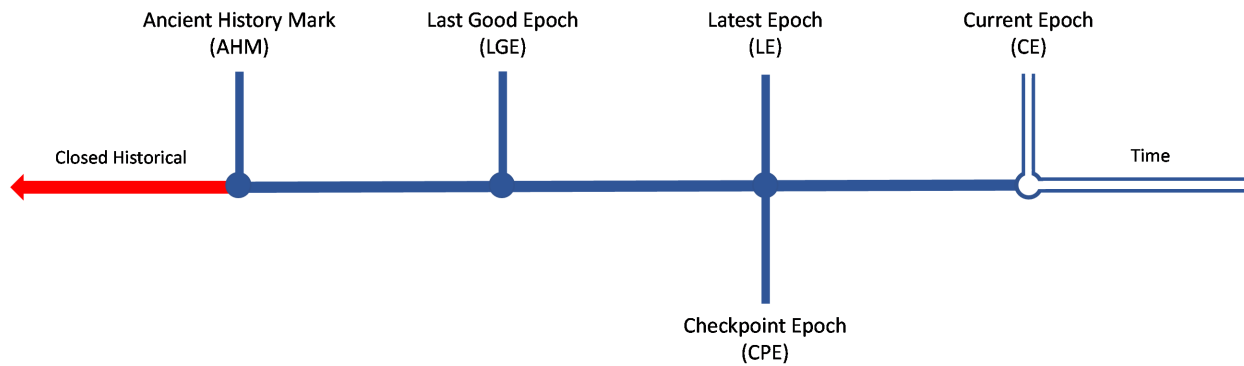 Ancient History Mark
(AHM)
Last Good Epoch
(LGE)
Latest Epoch
(LE)
Current Epoch
(CE)
Closed Historical
Time
Checkpoint Epoch
(CPE)